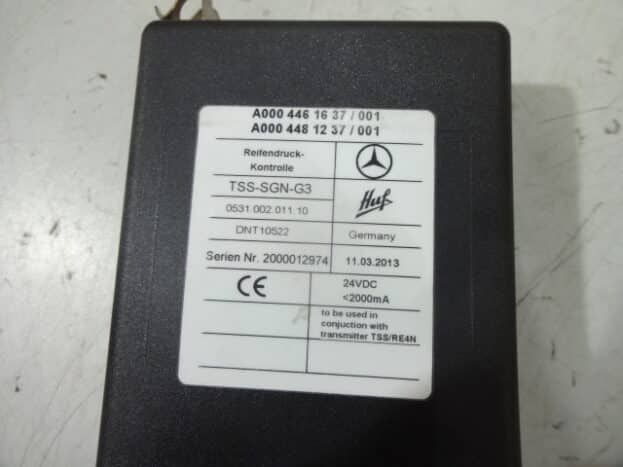 A000 446 16 37 / 001
A000 448 12 37 / 001
Reifendruck-
Kontrolle
TSS-SGN-G3
Huf
0531.002.011.10
DNT10522
Germany
Serien Nr. 2000012974
11.03.2013
CE
24VDC
<2000mA
to be used in
conjuction with
transmitter TSS/RE4N